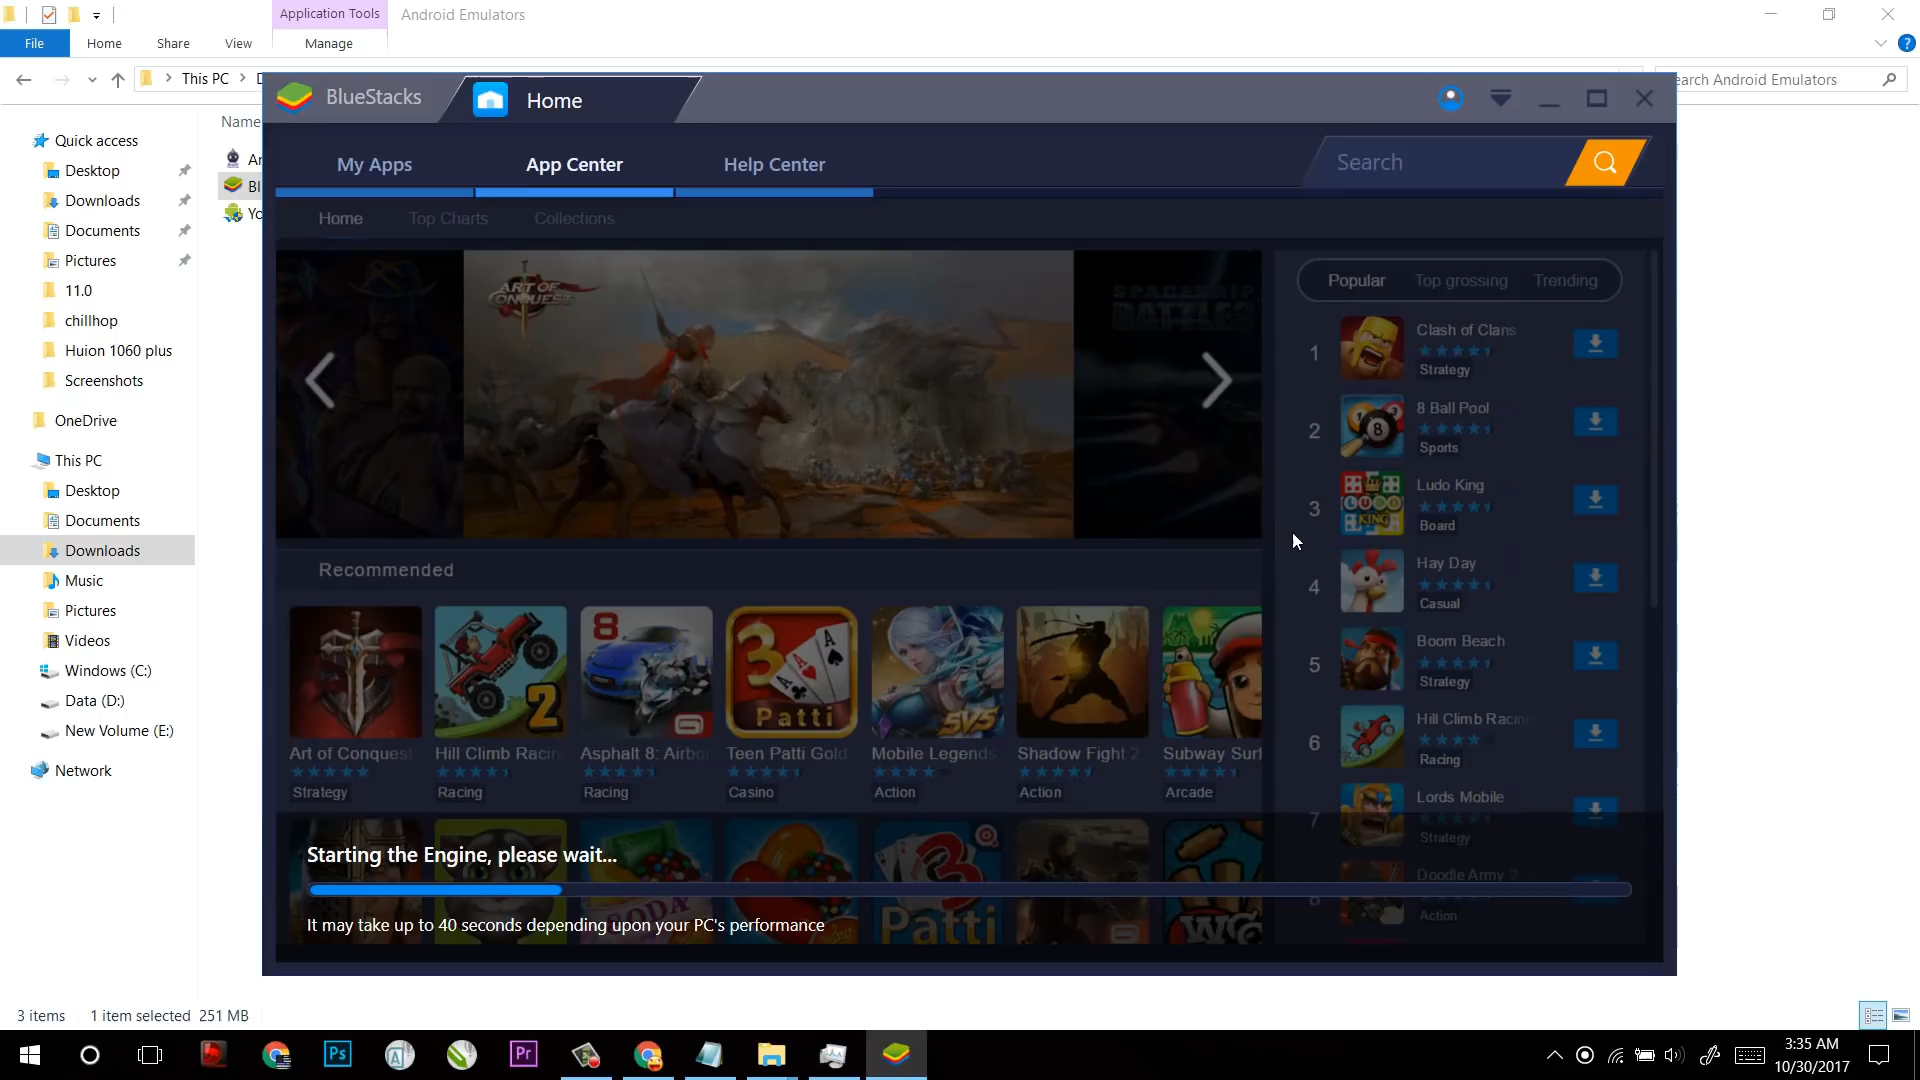 Application Tools
Android Emulators
File
Home
Share
View
Manage
This PC
earch Android Emulators
BlueStacks
Home
Name
Quick access
Desktop
Downloads
Documents
Pictures
11.0
chillhop
Huion 1060 plus
Screenshots
OneDrive
This PC
Desktop
Documents
Downloads
Music
Pictures
Videos
Windows (C:)
Data (D:)
New Volume (E:)
Network
My Apps
App Center
Help Center
Search
Home
Top Charts
Collections
ART OF
CONQUEST
SPACESHIP
BATTLES
Popular
Top grossing
Trending
1
Clash of Clans
Strategy
2
8 Ball Pool
Sports
3
Ludo King
Board
4
Hay Day
Casual
5
Boom Beach
Strategy
6
Hill Climb Racin
Racing
7
Lords Mobile
Strategy
8
Doodle Army 2
Action
Recommended
Art of Conquest
Strategy
Hill Climb Racin
Racing
Asphalt 8: Airbo
Racing
Teen Patti Gold
Casino
Mobile Legends
Action
Shadow Fight 2
Action
Subway Surf
Arcade
Starting the Engine, please wait...
It may take up to 40 seconds depending upon your PC's performance
3 items
1 item selected
251 MB
3:35 AM
10/30/2017